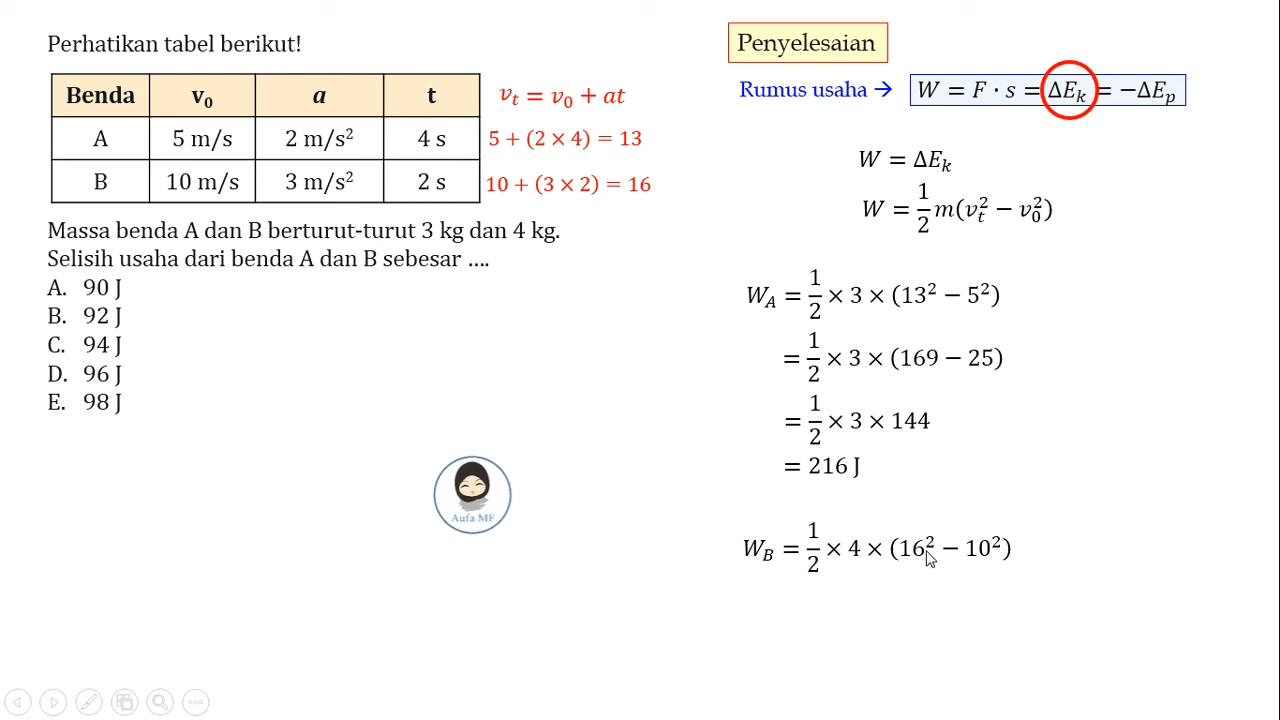 Perhatikan tabel berikut!
Benda v₀ a t
A 5 m/s 2 m/s² 4 s
B 10 m/s 3 m/s² 2 s
vₜ = v₀ + at
5 + (2 × 4) = 13
10 + (3 × 2) = 16
Massa benda A dan B berturut-turut 3 kg dan 4 kg.
Selisih usaha dari benda A dan B sebesar ....
A. 90 J
B. 92 J
C. 94 J
D. 96 J
E. 98 J
Aufa MF
Penyelesaian
Rumus usaha → W = F · s = ΔEₖ = −ΔEₚ
W = ΔEₖ
W = 1/2 m(vₜ² − v₀²)
W_A = 1/2 × 3 × (13² − 5²)
= 1/2 × 3 × (169 − 25)
= 1/2 × 3 × 144
= 216 J
W_B = 1/2 × 4 × (16² − 10²)